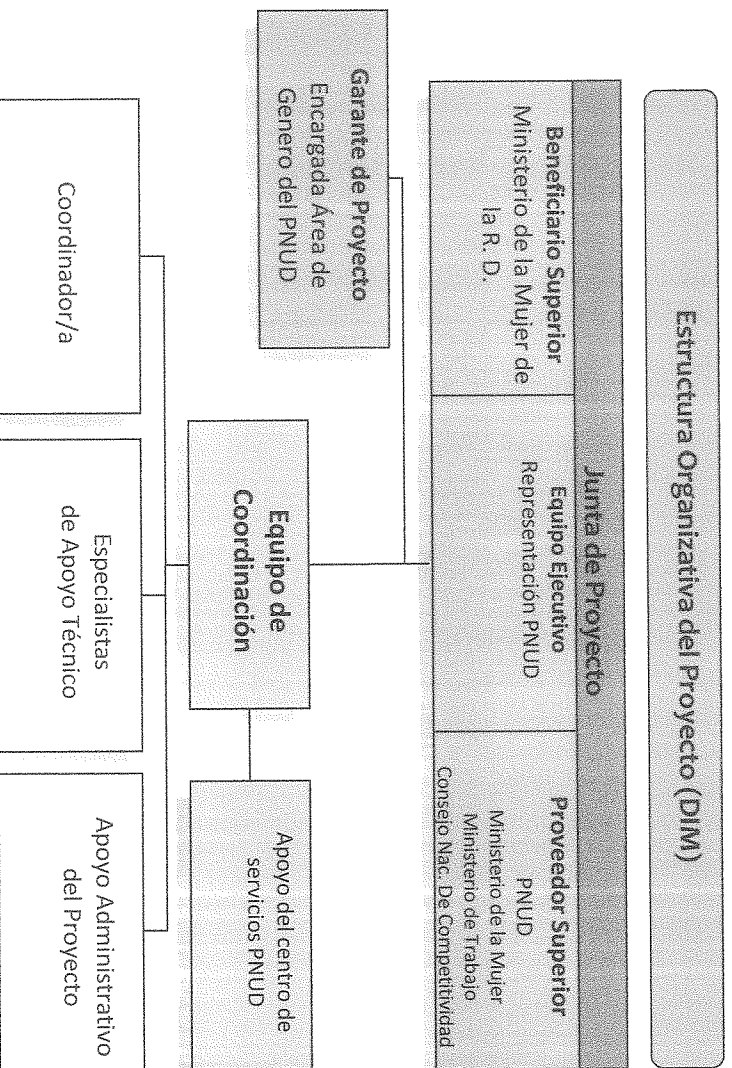 Estructura Organizativa del Proyecto (DIM)
Junta de Proyecto
Beneficiario Superior
Ministerio de la Mujer de
la R. D.
Equipo Ejecutivo
Representación PNUD
Proveedor Superior
PNUD
Ministerio de la Mujer
Ministerio de Trabajo
Consejo Nac. De Competitividad
Garante de Proyecto
Encargada Área de
Genero del PNUD
Equipo de
Coordinación
Apoyo del centro de
servicios PNUD
Coordinador/a
Especialistas
de Apoyo Técnico
Apoyo Administrativo
del Proyecto